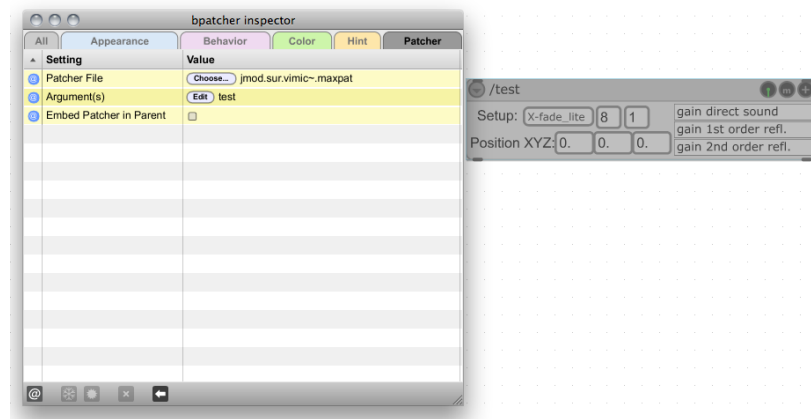 bpatcher inspector
All Appearance Behavior Color Hint Patcher
Setting Value
@ Patcher File Choose... jmod.sur.vimic~.maxpat
@ Argument(s) Edit test
@ Embed Patcher in Parent
@
/test m +
Setup: X-fade_lite 8 1 gain direct sound
gain 1st order refl.
Position XYZ: 0. 0. 0. gain 2nd order refl.